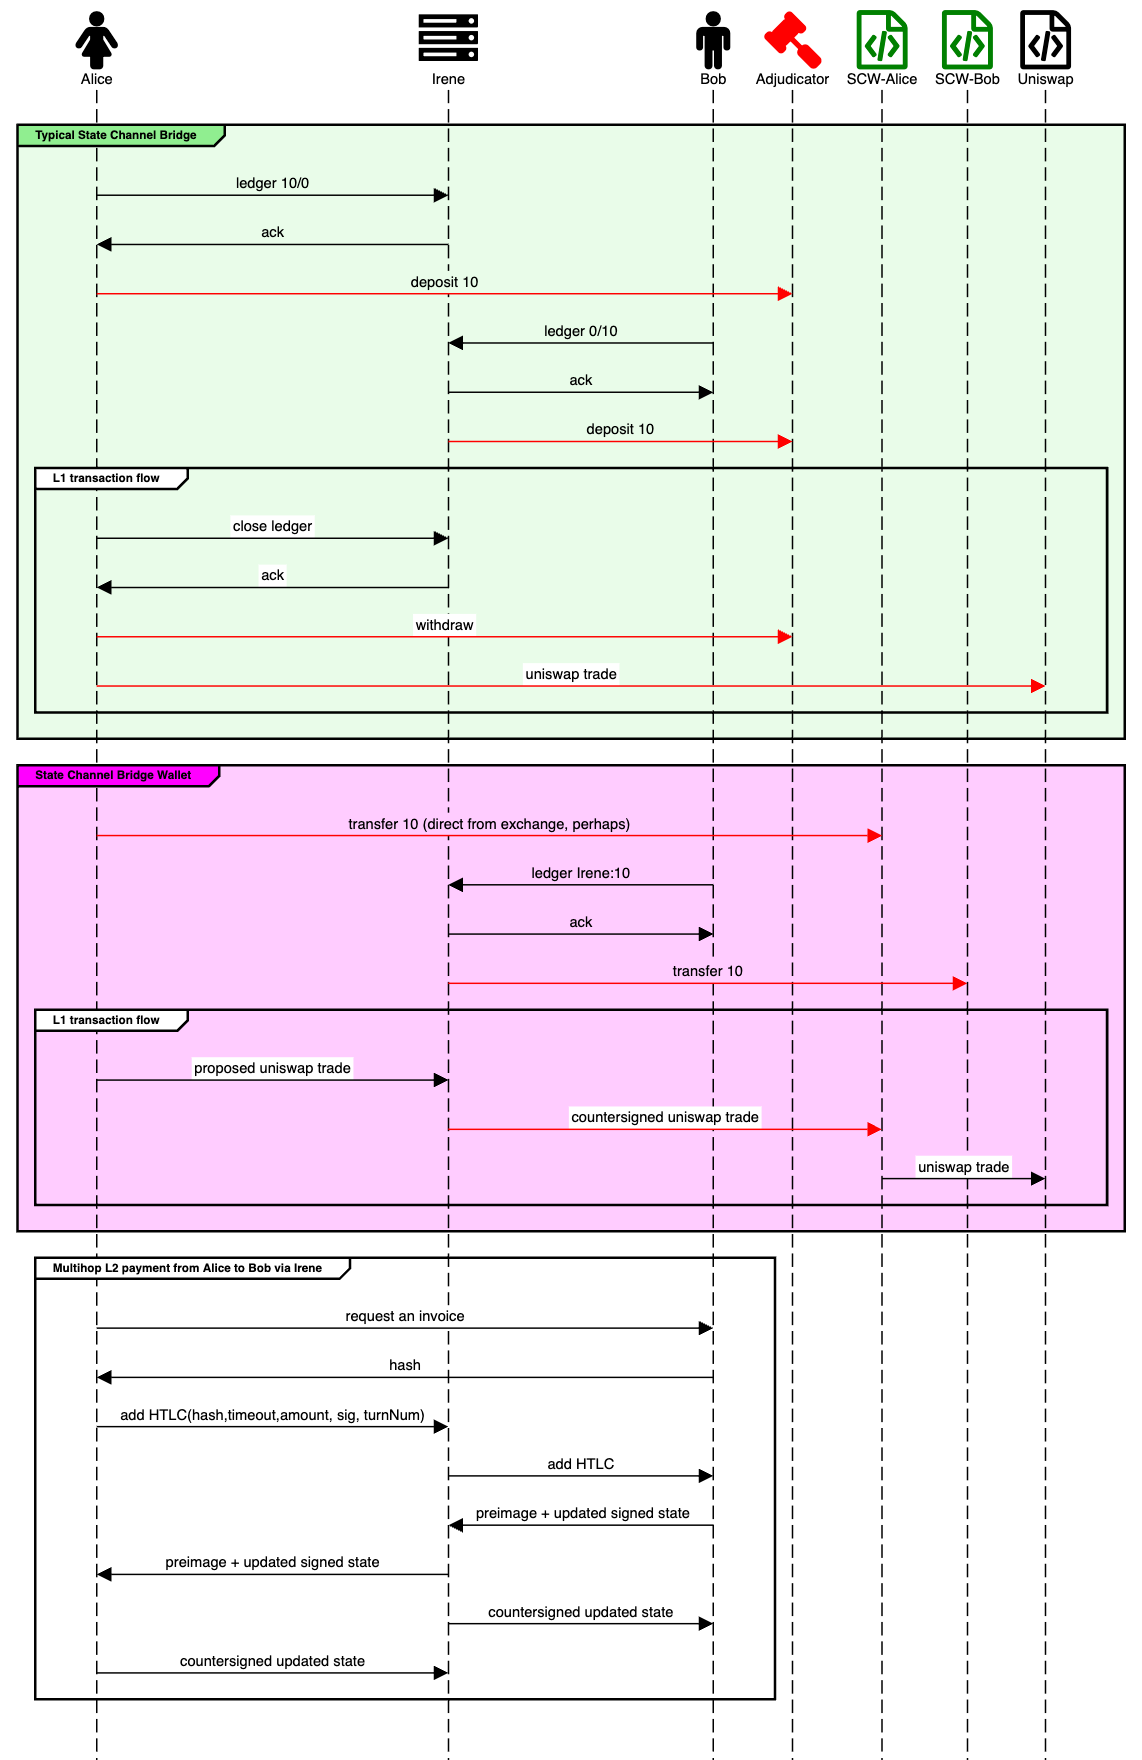 Alice
Irene
Bob
Adjudicator
SCW-Alice
SCW-Bob
Uniswap
Typical State Channel Bridge
ledger 10/0
ack
deposit 10
ledger 0/10
ack
deposit 10
L1 transaction flow
close ledger
ack
withdraw
uniswap trade
State Channel Bridge Wallet
transfer 10 (direct from exchange, perhaps)
ledger Irene:10
ack
transfer 10
L1 transaction flow
proposed uniswap trade
countersigned uniswap trade
uniswap trade
Multihop L2 payment from Alice to Bob via Irene
request an invoice
hash
add HTLC(hash,timeout,amount, sig, turnNum)
add HTLC
preimage + updated signed state
preimage + updated signed state
countersigned updated state
countersigned updated state